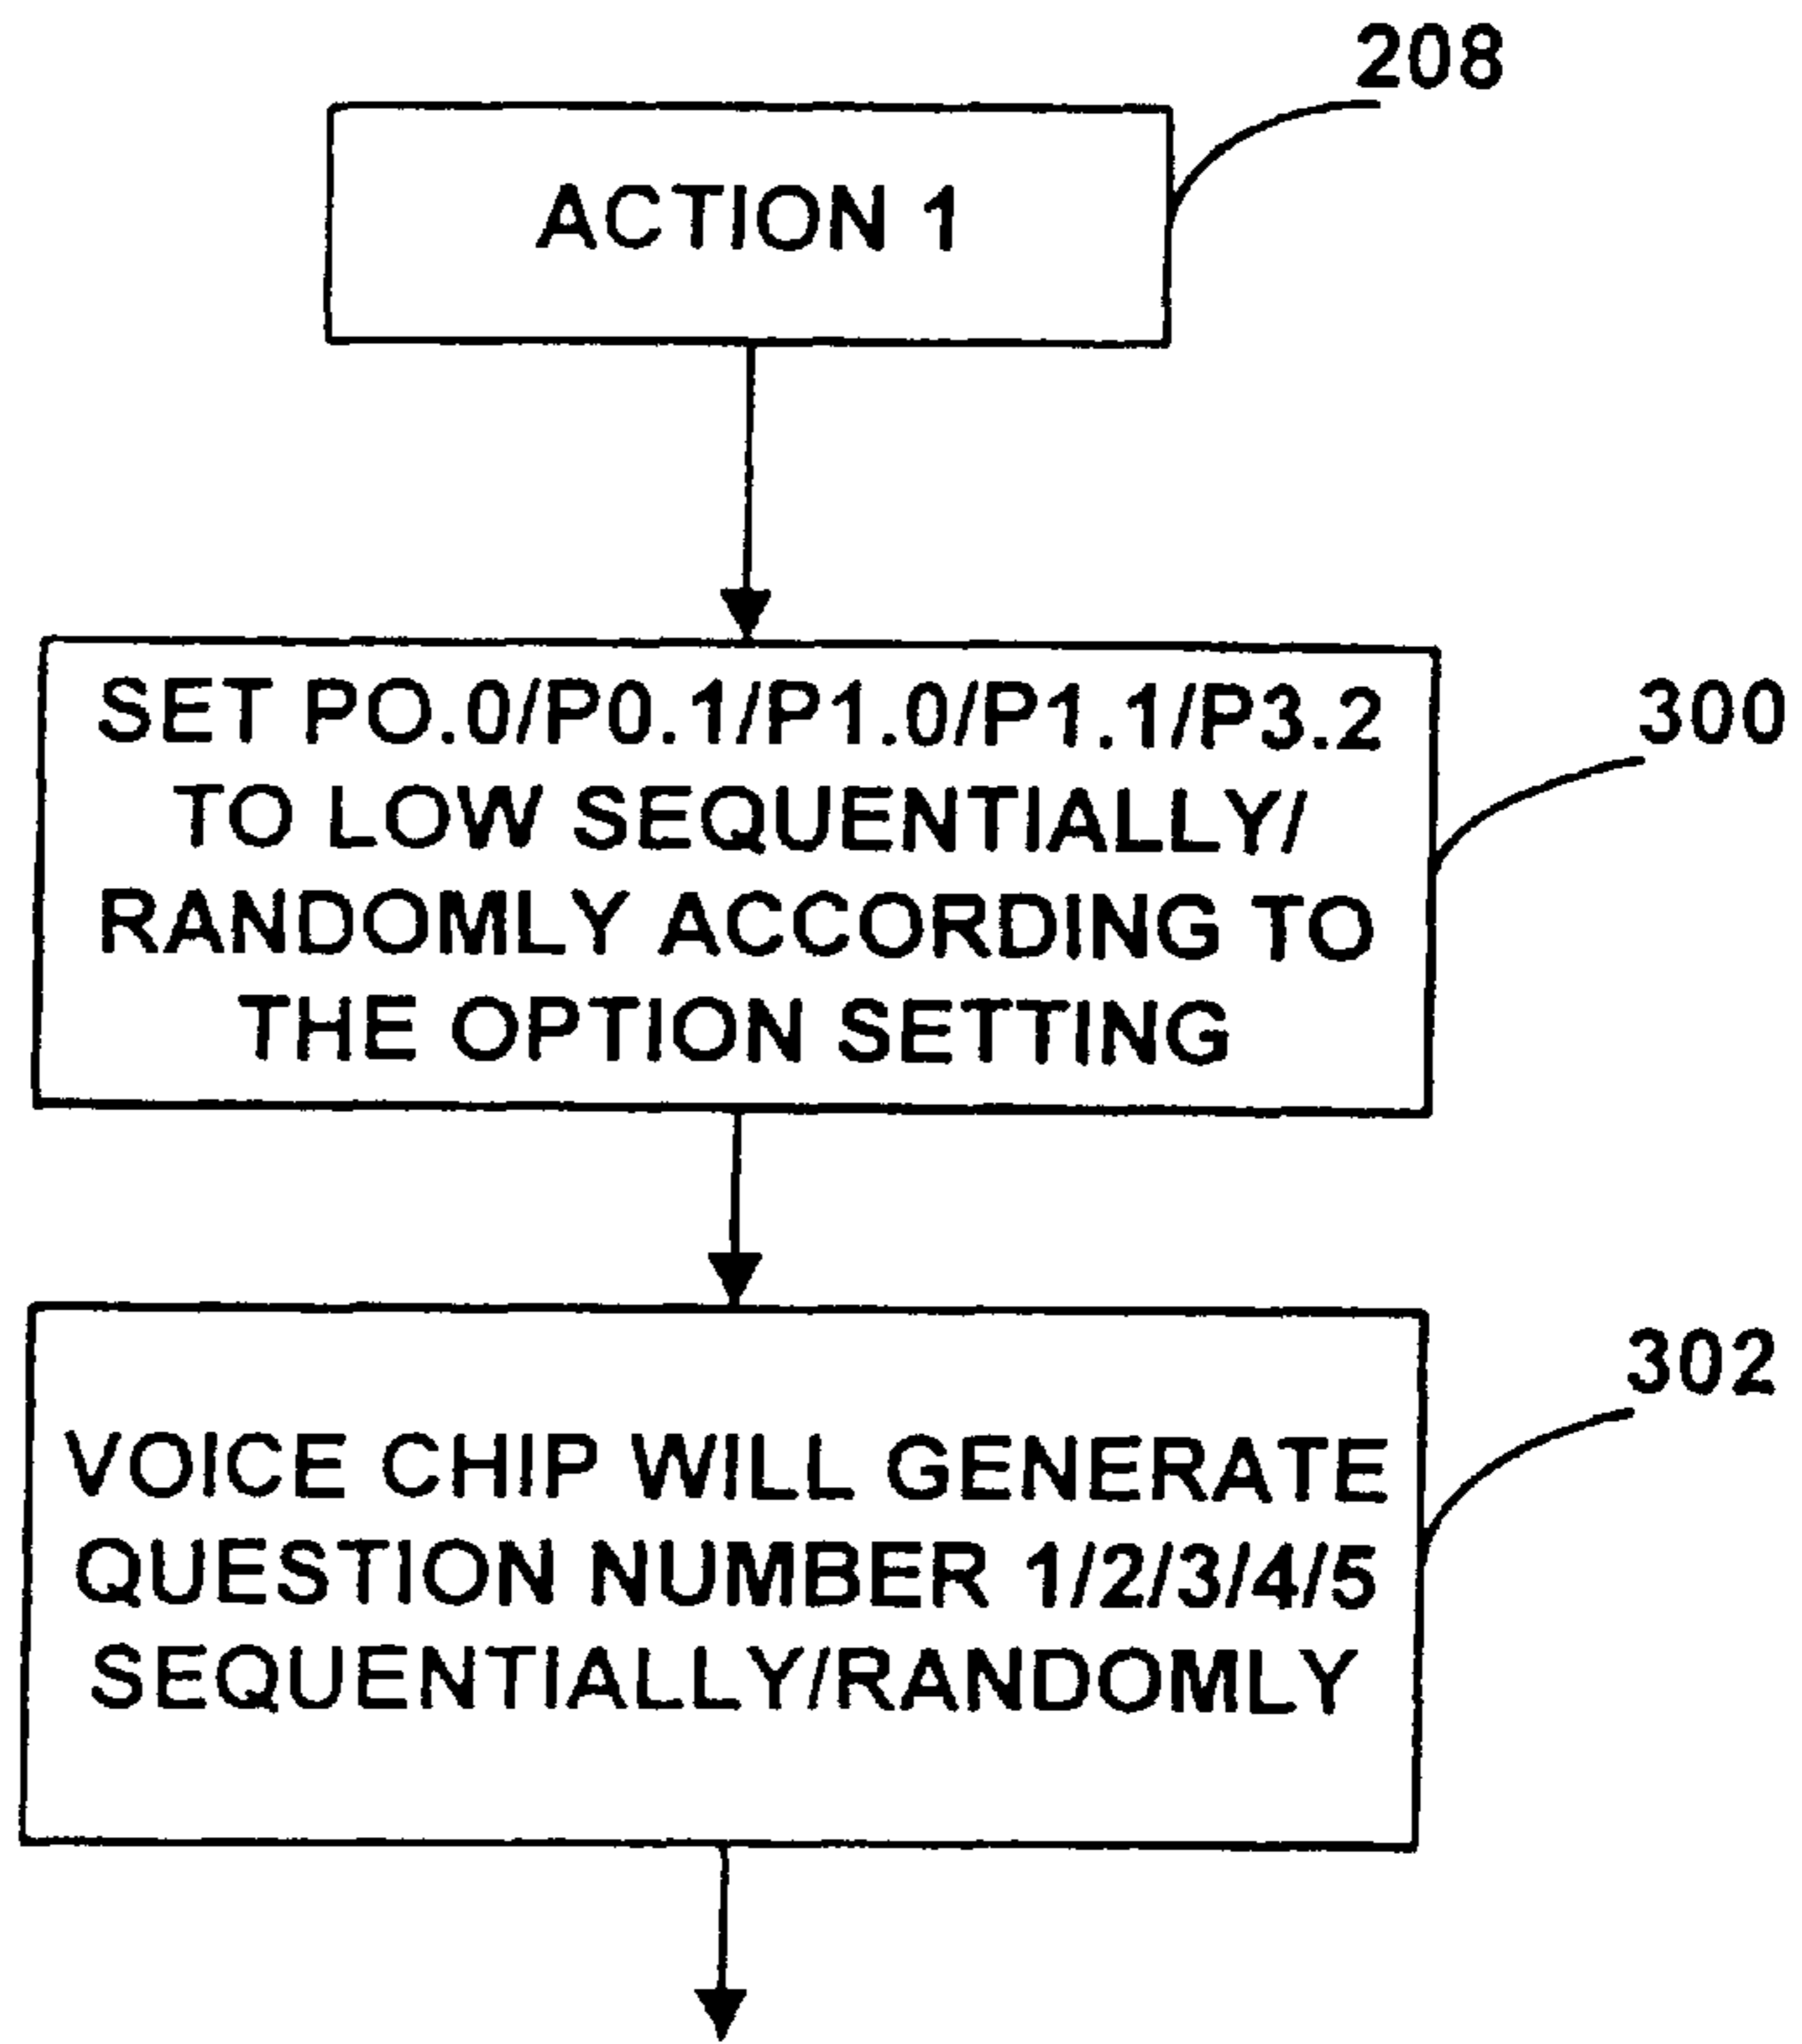 208
ACTION 1
SET PO.0/P0.1/P1.0/P1.1/P3.2
TO LOW SEQUENTIALLY/
RANDOMLY ACCORDING TO
THE OPTION SETTING
300
VOICE CHIP WILL GENERATE
QUESTION NUMBER 1/2/3/4/5
SEQUENTIALLY/RANDOMLY
302